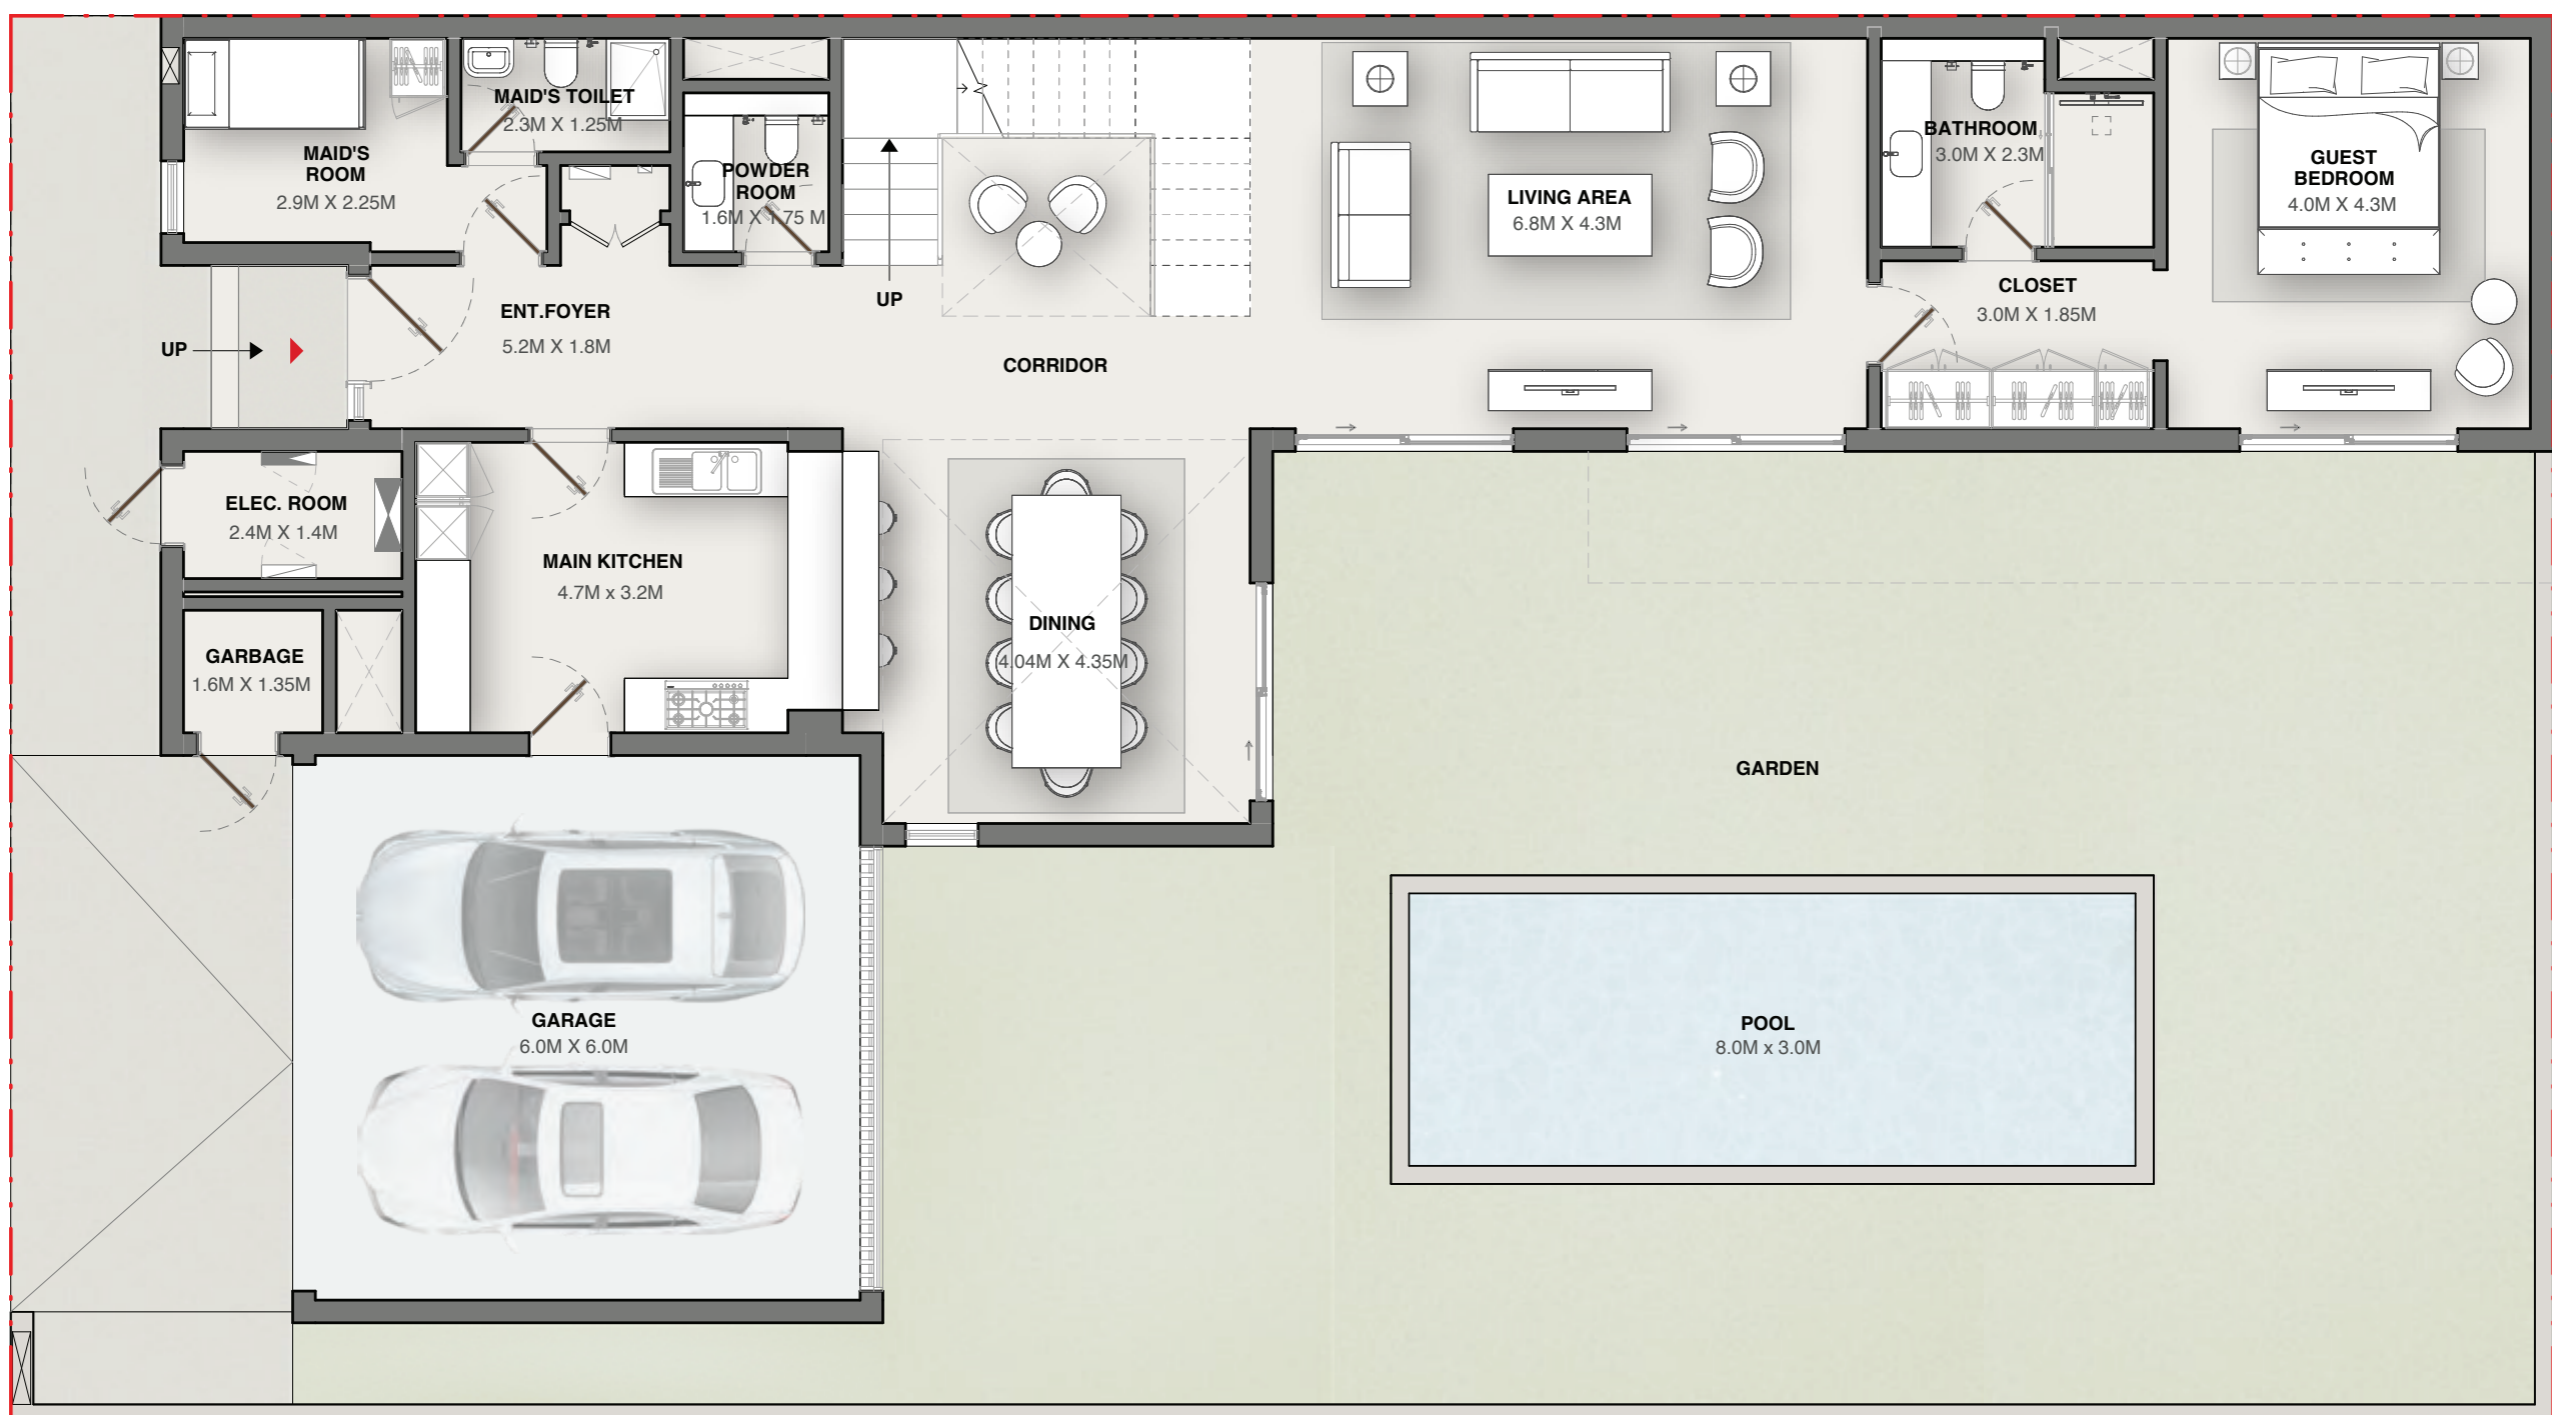 MAID'S
ROOM
2.9M X 2.25M
MAID'S TOILET
2.3M X 1.25M
POWDER
ROOM
1.6M X 1.75 M
UP
LIVING AREA
6.8M X 4.3M
BATHROOM
3.0M X 2.3M
GUEST
BEDROOM
4.0M X 4.3M
CLOSET
3.0M X 1.85M
UP
ENT.FOYER
5.2M X 1.8M
CORRIDOR
ELEC. ROOM
2.4M X 1.4M
MAIN KITCHEN
4.7M x 3.2M
DINING
4.04M X 4.35M
GARBAGE
1.6M X 1.35M
GARDEN
GARAGE
6.0M X 6.0M
POOL
8.0M x 3.0M